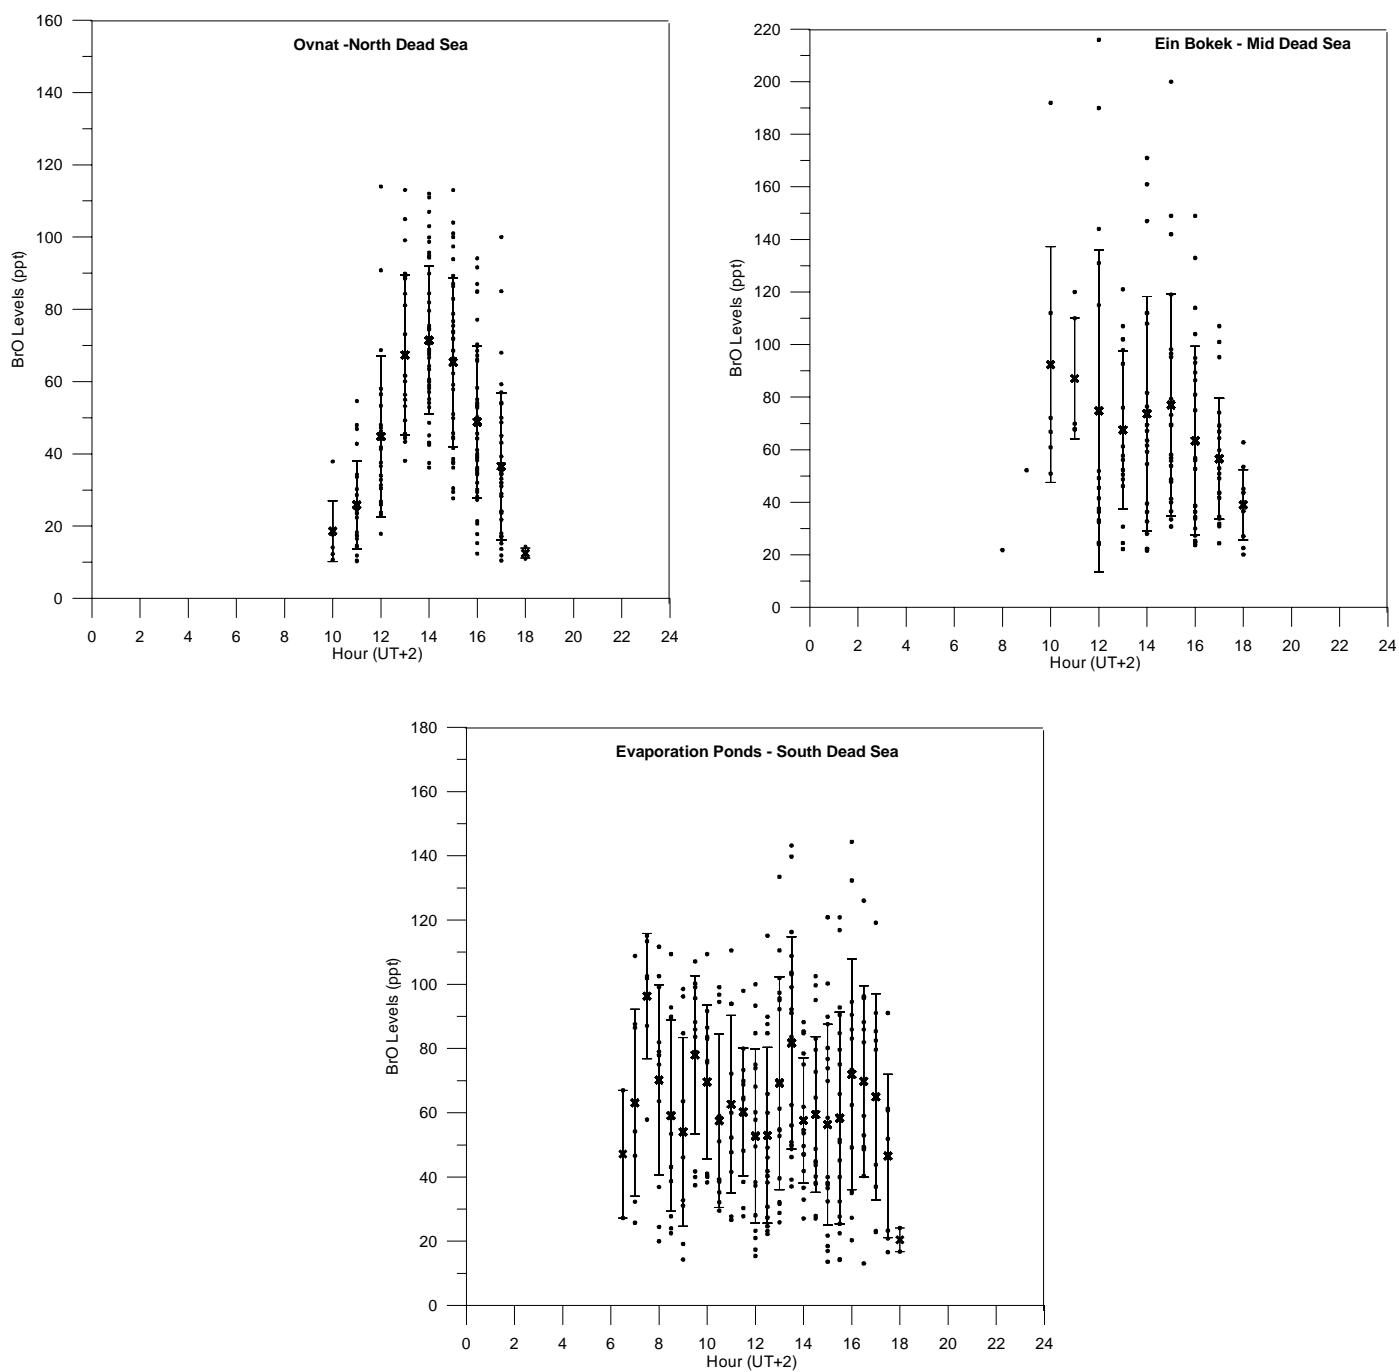 Ovnat -North Dead Sea
BrO Levels (ppt)
160
140
120
100
80
60
40
20
0
0 2 4 6 8 10 12 14 16 18 20 22 24
Hour (UT+2)
Ein Bokek - Mid Dead Sea
BrO Levels (ppt)
220
200
180
160
140
120
100
80
60
40
20
0
0 2 4 6 8 10 12 14 16 18 20 22 24
Hour (UT+2)
Evaporation Ponds - South Dead Sea
BrO Levels (ppt)
180
160
140
120
100
80
60
40
20
0
0 2 4 6 8 10 12 14 16 18 20 22 24
Hour (UT+2)